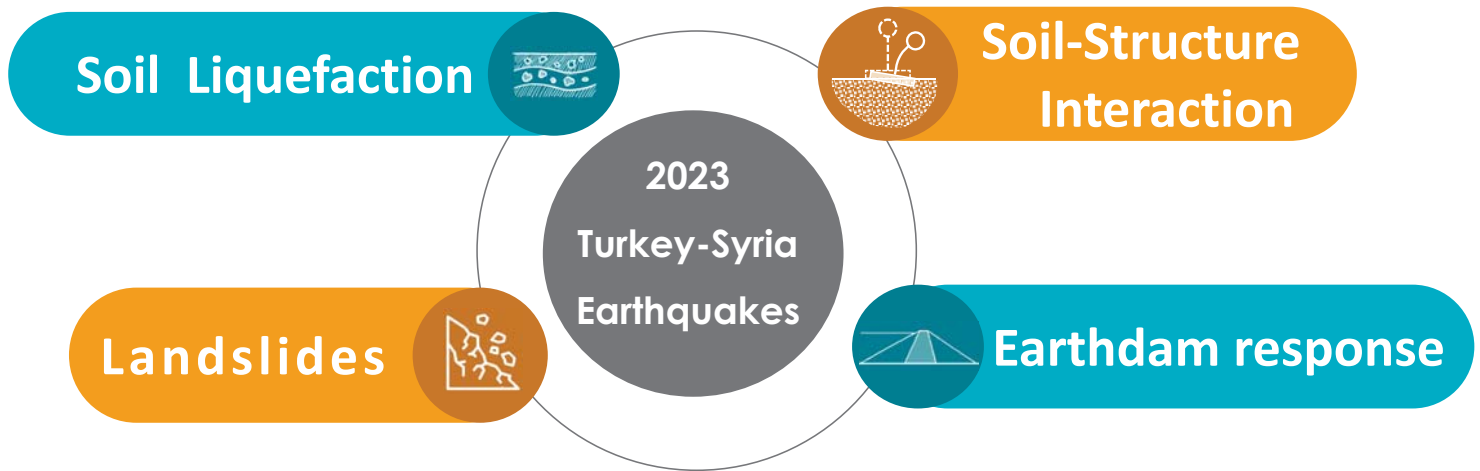 Soil Liquefaction
Soil-Structure
Interaction
2023
Turkey-Syria
Earthquakes
Landslides
Earthdam response